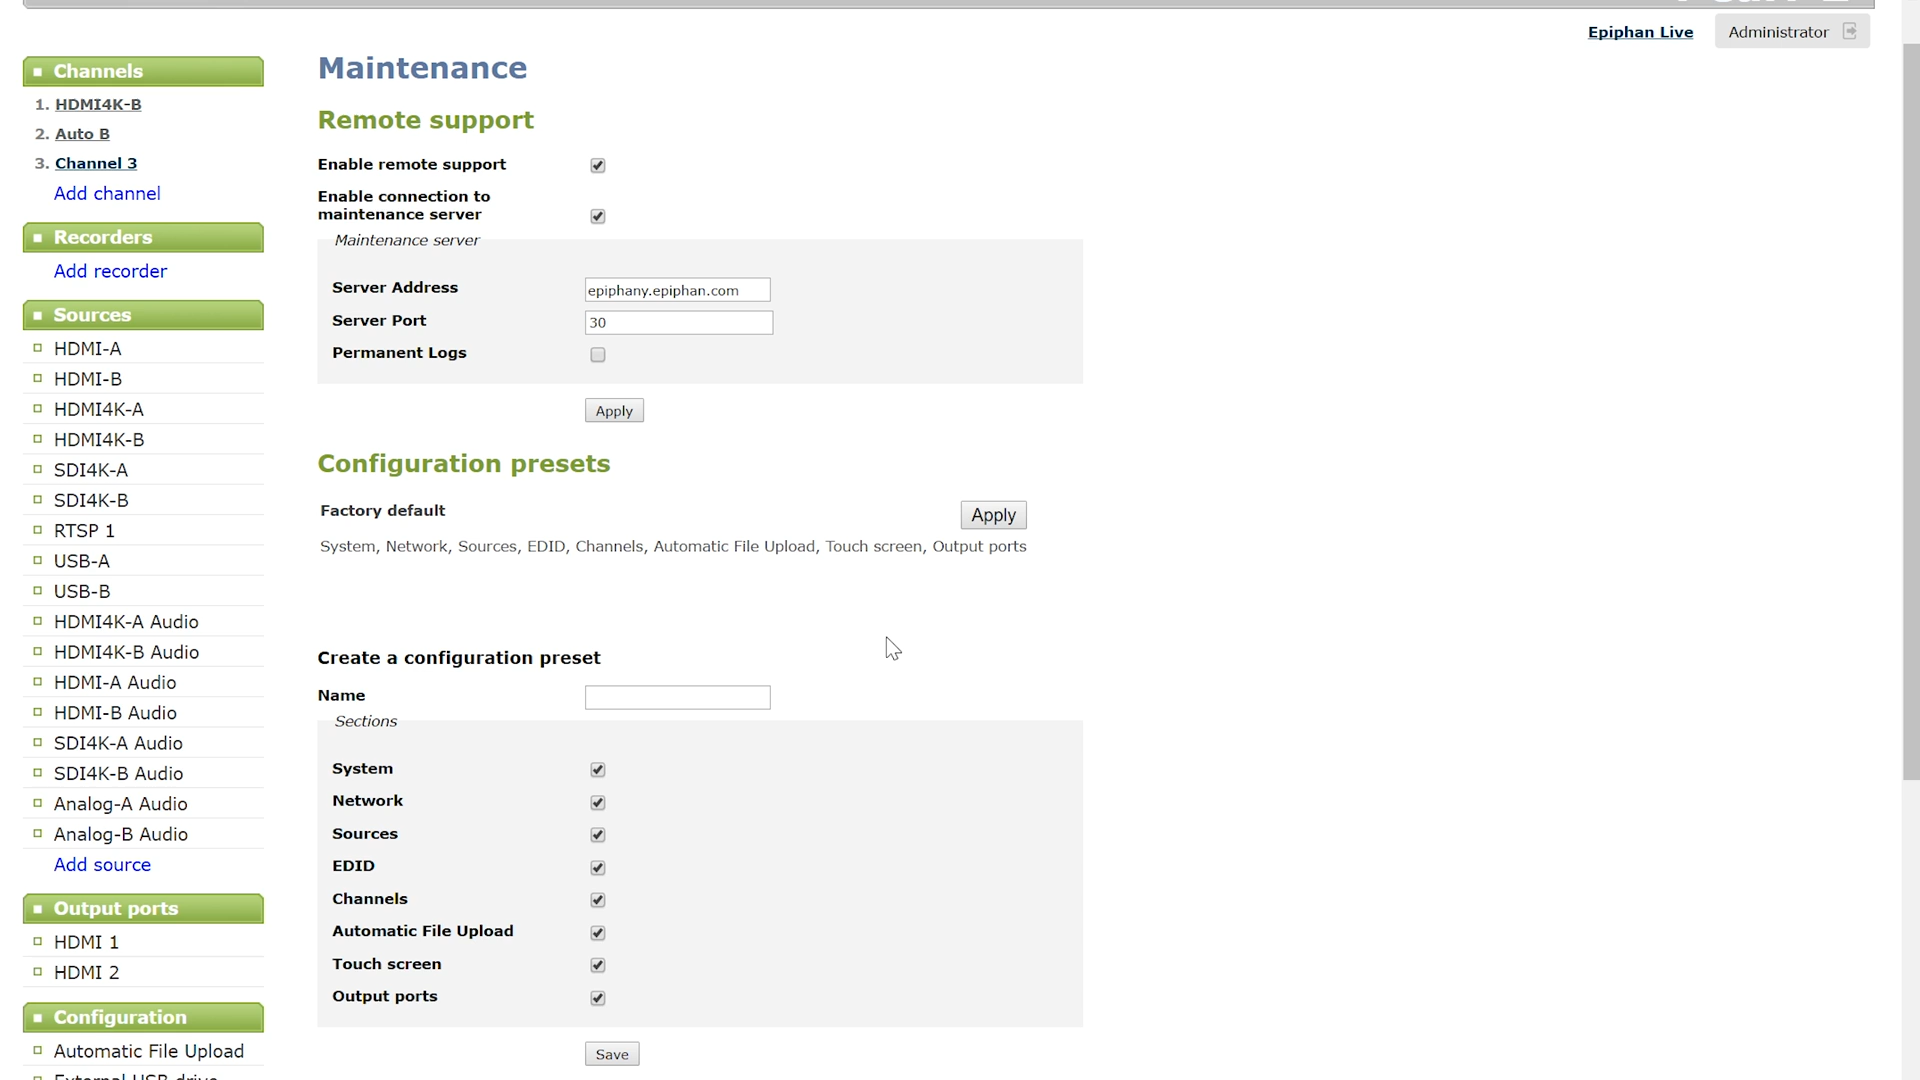 Epiphan Live
Administrator
Channels
1. HDMI4K-B
2. Auto B
3. Channel 3
Add channel
Recorders
Add recorder
Sources
HDMI-A
HDMI-B
HDMI4K-A
HDMI4K-B
SDI4K-A
SDI4K-B
RTSP 1
USB-A
USB-B
HDMI4K-A Audio
HDMI4K-B Audio
HDMI-A Audio
HDMI-B Audio
SDI4K-A Audio
SDI4K-B Audio
Analog-A Audio
Analog-B Audio
Add source
Output ports
HDMI 1
HDMI 2
Configuration
Automatic File Upload
External USB drive
Maintenance
Remote support
Enable remote support
Enable connection to
maintenance server
Maintenance server
Server Address epiphany.epiphan.com
Server Port 30
Permanent Logs
Apply
Configuration presets
Factory default Apply
System, Network, Sources, EDID, Channels, Automatic File Upload, Touch screen, Output ports
Create a configuration preset
Name
Sections
System
Network
Sources
EDID
Channels
Automatic File Upload
Touch screen
Output ports
Save